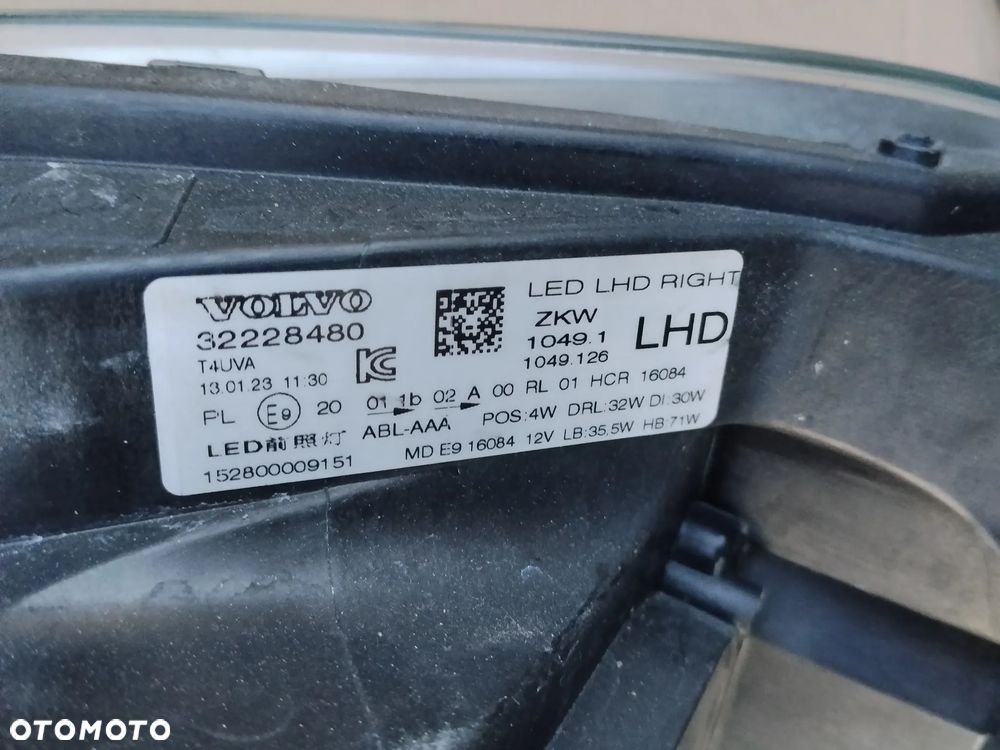 VOLVO
32228480
T4UVA
13.01.23 11:30
LED LHD RIGHT
ZKW
1049.1
1049.126
LHD
PL E9 20 01 1b 02 A 00 RL 01 HCR 16084
LED前照灯 ABL-AAA POS:4W DRL:32W DI:30W
152800009151 MD E9 16084 12V LB:35,5W HB:71W
OTOMOTO